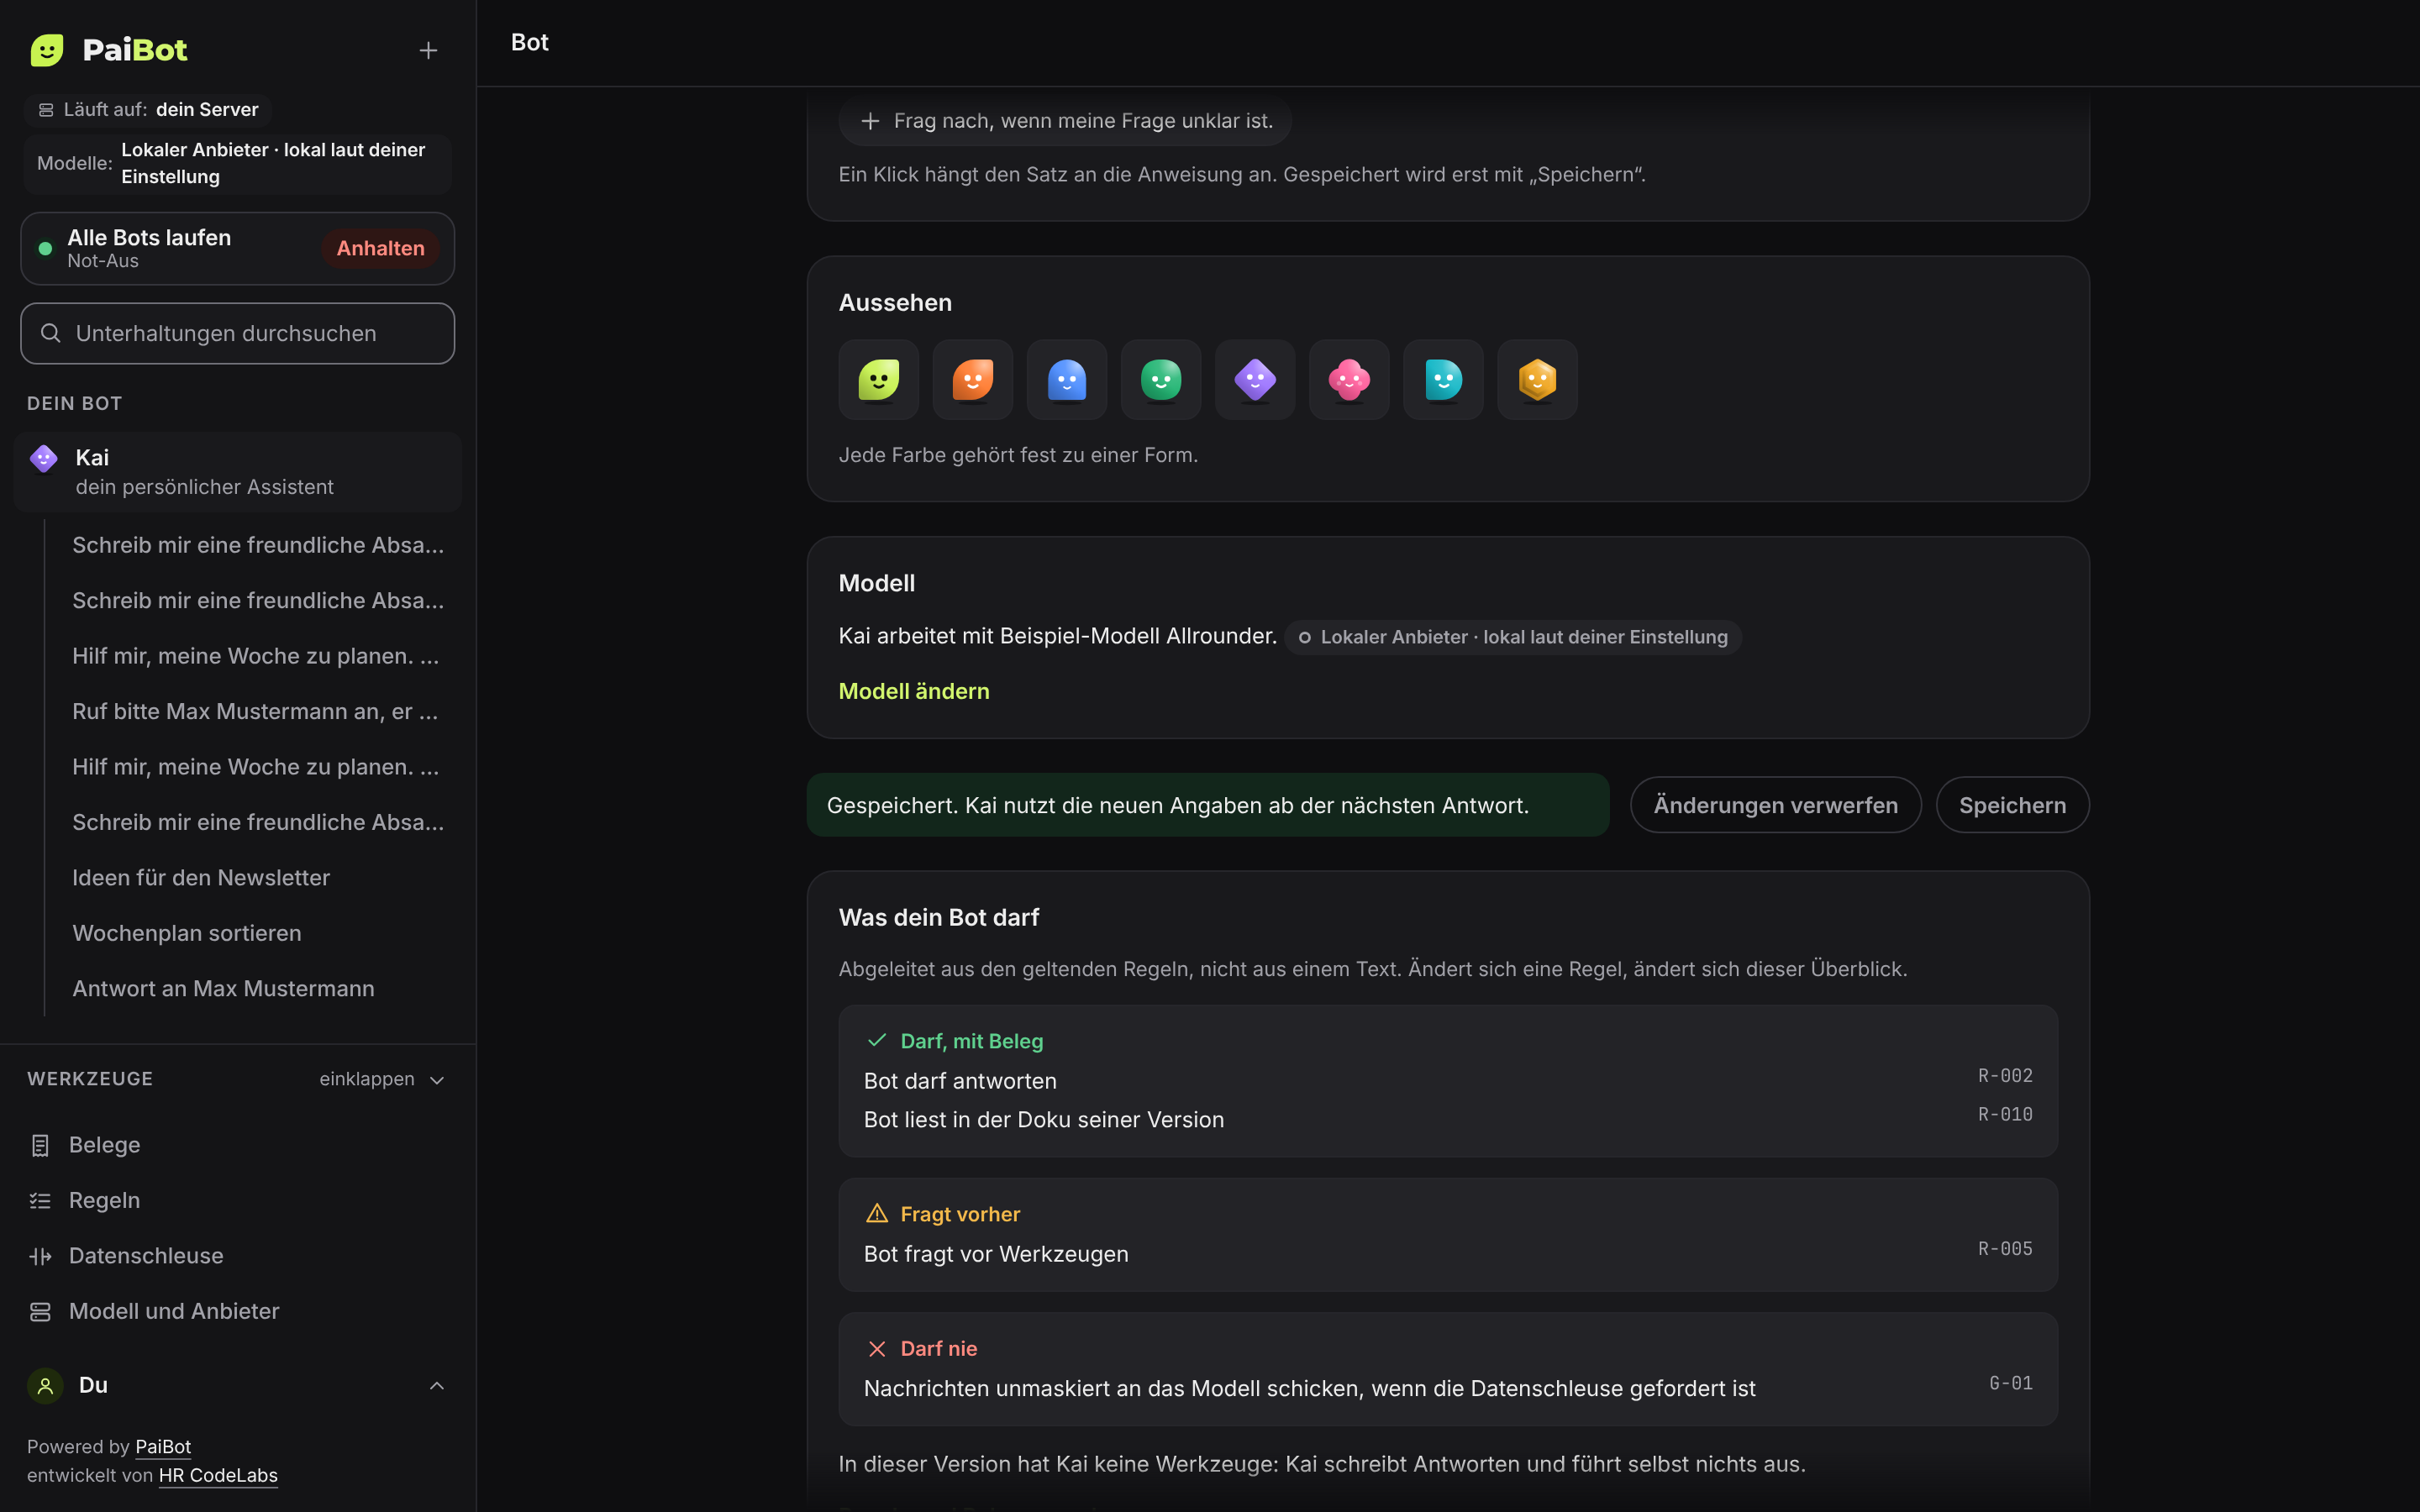 PaiBot
Läuft auf: dein Server
Modelle: Lokaler Anbieter · lokal laut deiner
Einstellung
Alle Bots laufen
Not-Aus
Anhalten
Unterhaltungen durchsuchen
DEIN BOT
Kai
dein persönlicher Assistent
Schreib mir eine freundliche Absa...
Schreib mir eine freundliche Absa...
Hilf mir, meine Woche zu planen. ...
Ruf bitte Max Mustermann an, er ...
Hilf mir, meine Woche zu planen. ...
Schreib mir eine freundliche Absa...
Ideen für den Newsletter
Wochenplan sortieren
Antwort an Max Mustermann
WERKZEUGE einklappen
Belege
Regeln
Datenschleuse
Modell und Anbieter
Du
Powered by PaiBot
entwickelt von HR CodeLabs
Bot
Frag nach, wenn meine Frage unklar ist.
Ein Klick hängt den Satz an die Anweisung an. Gespeichert wird erst mit „Speichern“.
Aussehen
Jede Farbe gehört fest zu einer Form.
Modell
Kai arbeitet mit Beispiel-Modell Allrounder. Lokaler Anbieter · lokal laut deiner Einstellung
Modell ändern
Gespeichert. Kai nutzt die neuen Angaben ab der nächsten Antwort.
Änderungen verwerfen
Speichern
Was dein Bot darf
Abgeleitet aus den geltenden Regeln, nicht aus einem Text. Ändert sich eine Regel, ändert sich dieser Überblick.
Darf, mit Beleg
Bot darf antworten R-002
Bot liest in der Doku seiner Version R-010
Fragt vorher
Bot fragt vor Werkzeugen R-005
Darf nie
Nachrichten unmaskiert an das Modell schicken, wenn die Datenschleuse gefordert ist G-01
In dieser Version hat Kai keine Werkzeuge: Kai schreibt Antworten und führt selbst nichts aus.